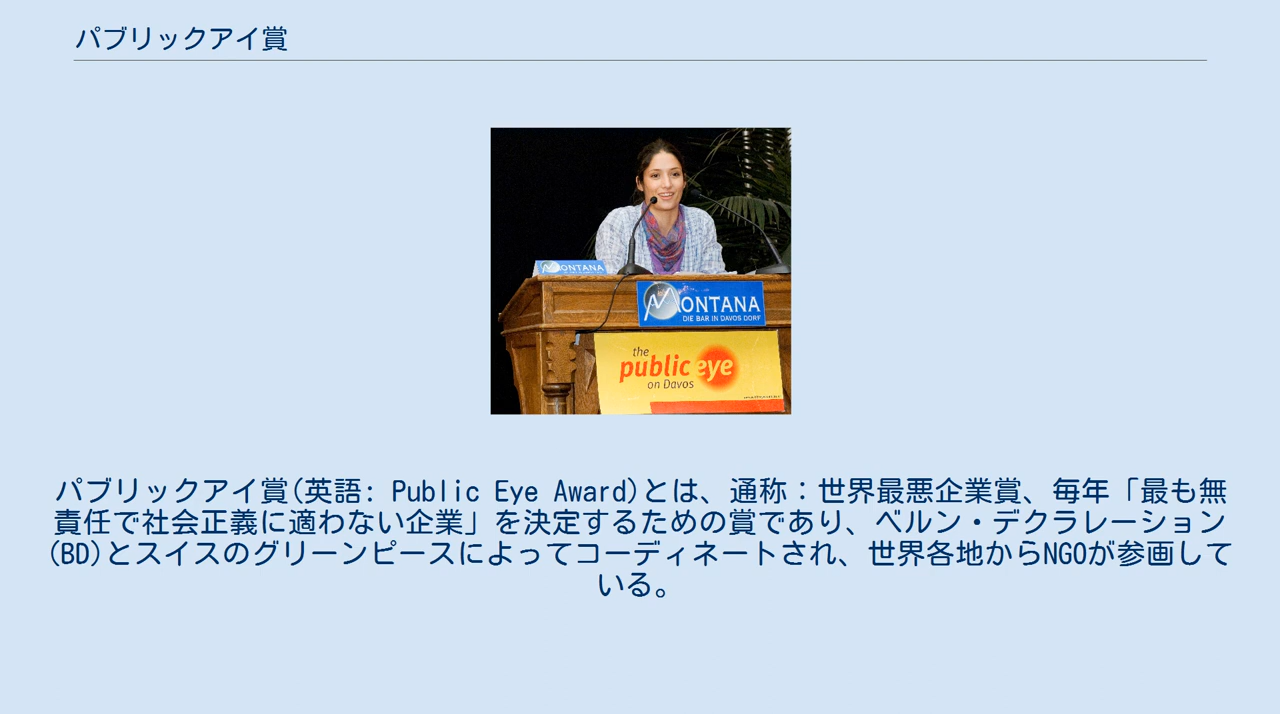 パブリックアイ賞
MONTANA
MONTANA
DIE BAR IN DAVOS DORF
the
public eye
on Davos
パブリックアイ賞(英語: Public Eye Award)とは、通称：世界最悪企業賞、毎年「最も無
責任で社会正義に適わない企業」を決定するための賞であり、ベルン・デクラレーション
(BD)とスイスのグリーンピースによってコーディネートされ、世界各地からNGOが参画して
いる。